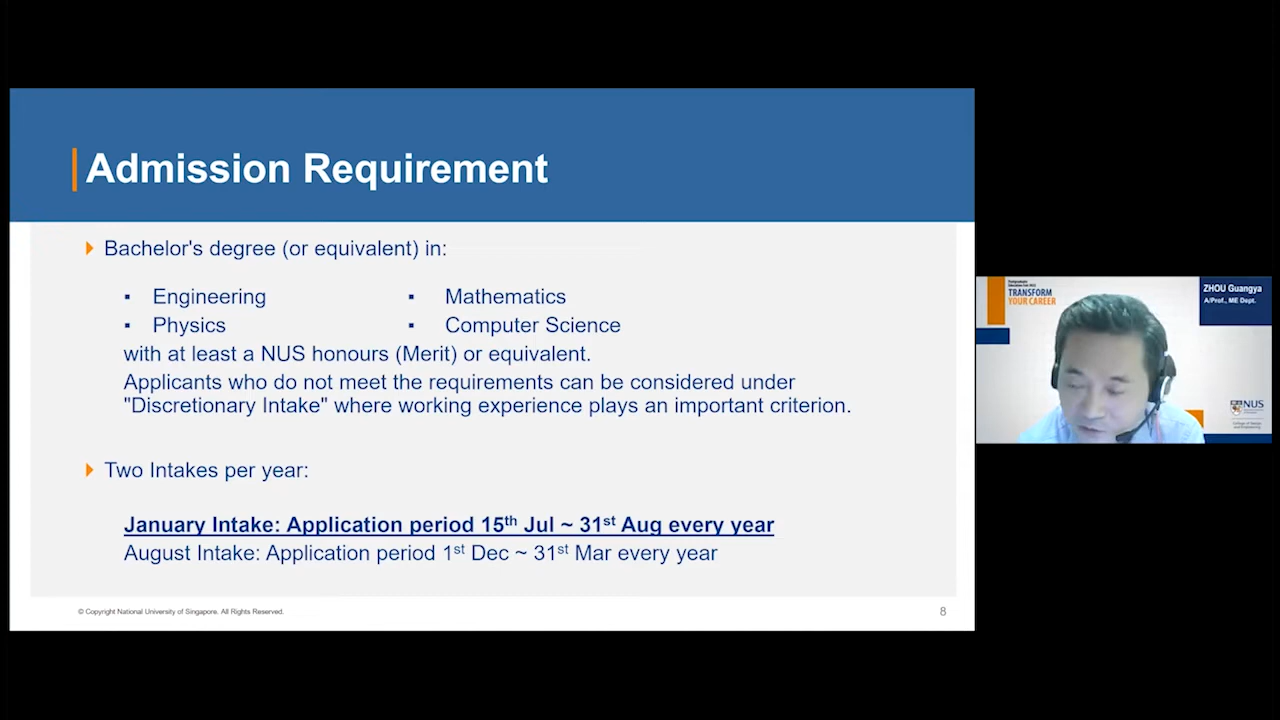 Admission Requirement
Bachelor's degree (or equivalent) in:
▪ Engineering ▪ Mathematics
▪ Physics ▪ Computer Science
with at least a NUS honours (Merit) or equivalent.
Applicants who do not meet the requirements can be considered under
"Discretionary Intake" where working experience plays an important criterion.
Two Intakes per year:
January Intake: Application period 15th Jul ~ 31st Aug every year
August Intake: Application period 1st Dec ~ 31st Mar every year
© Copyright National University of Singapore. All Rights Reserved.
8
TRANSFORM
YOUR CAREER
ZHOU Guangya
A/Prof., ME Dept.
NUS